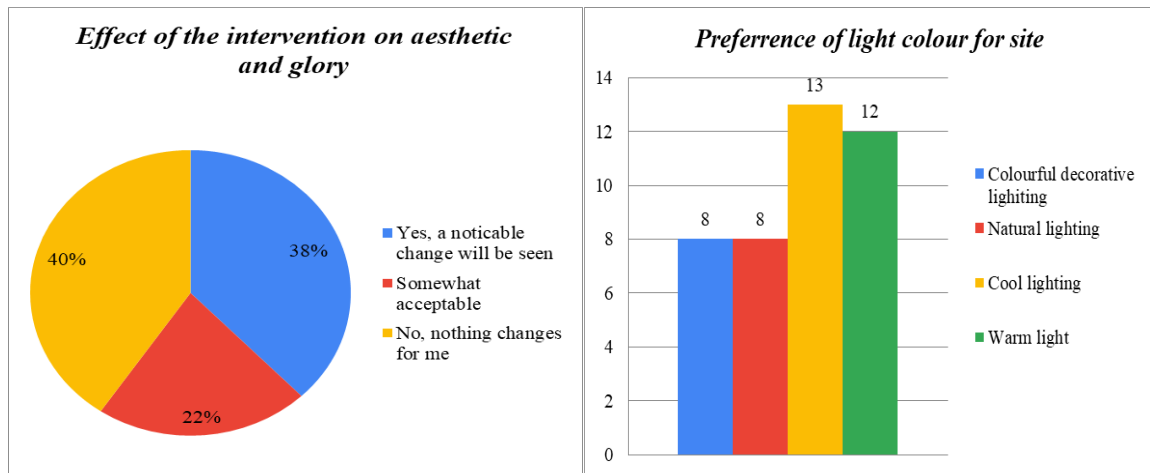 Effect of the intervention on aesthetic
and glory
40%
38%
22%
Yes, a noticable
change will be seen
Somewhat
acceptable
No, nothing changes
for me
Preferrence of light colour for site
14
12
10
8
6
4
2
0
8
8
13
12
Colourful decorative
lighiting
Natural lighting
Cool lighting
Warm light